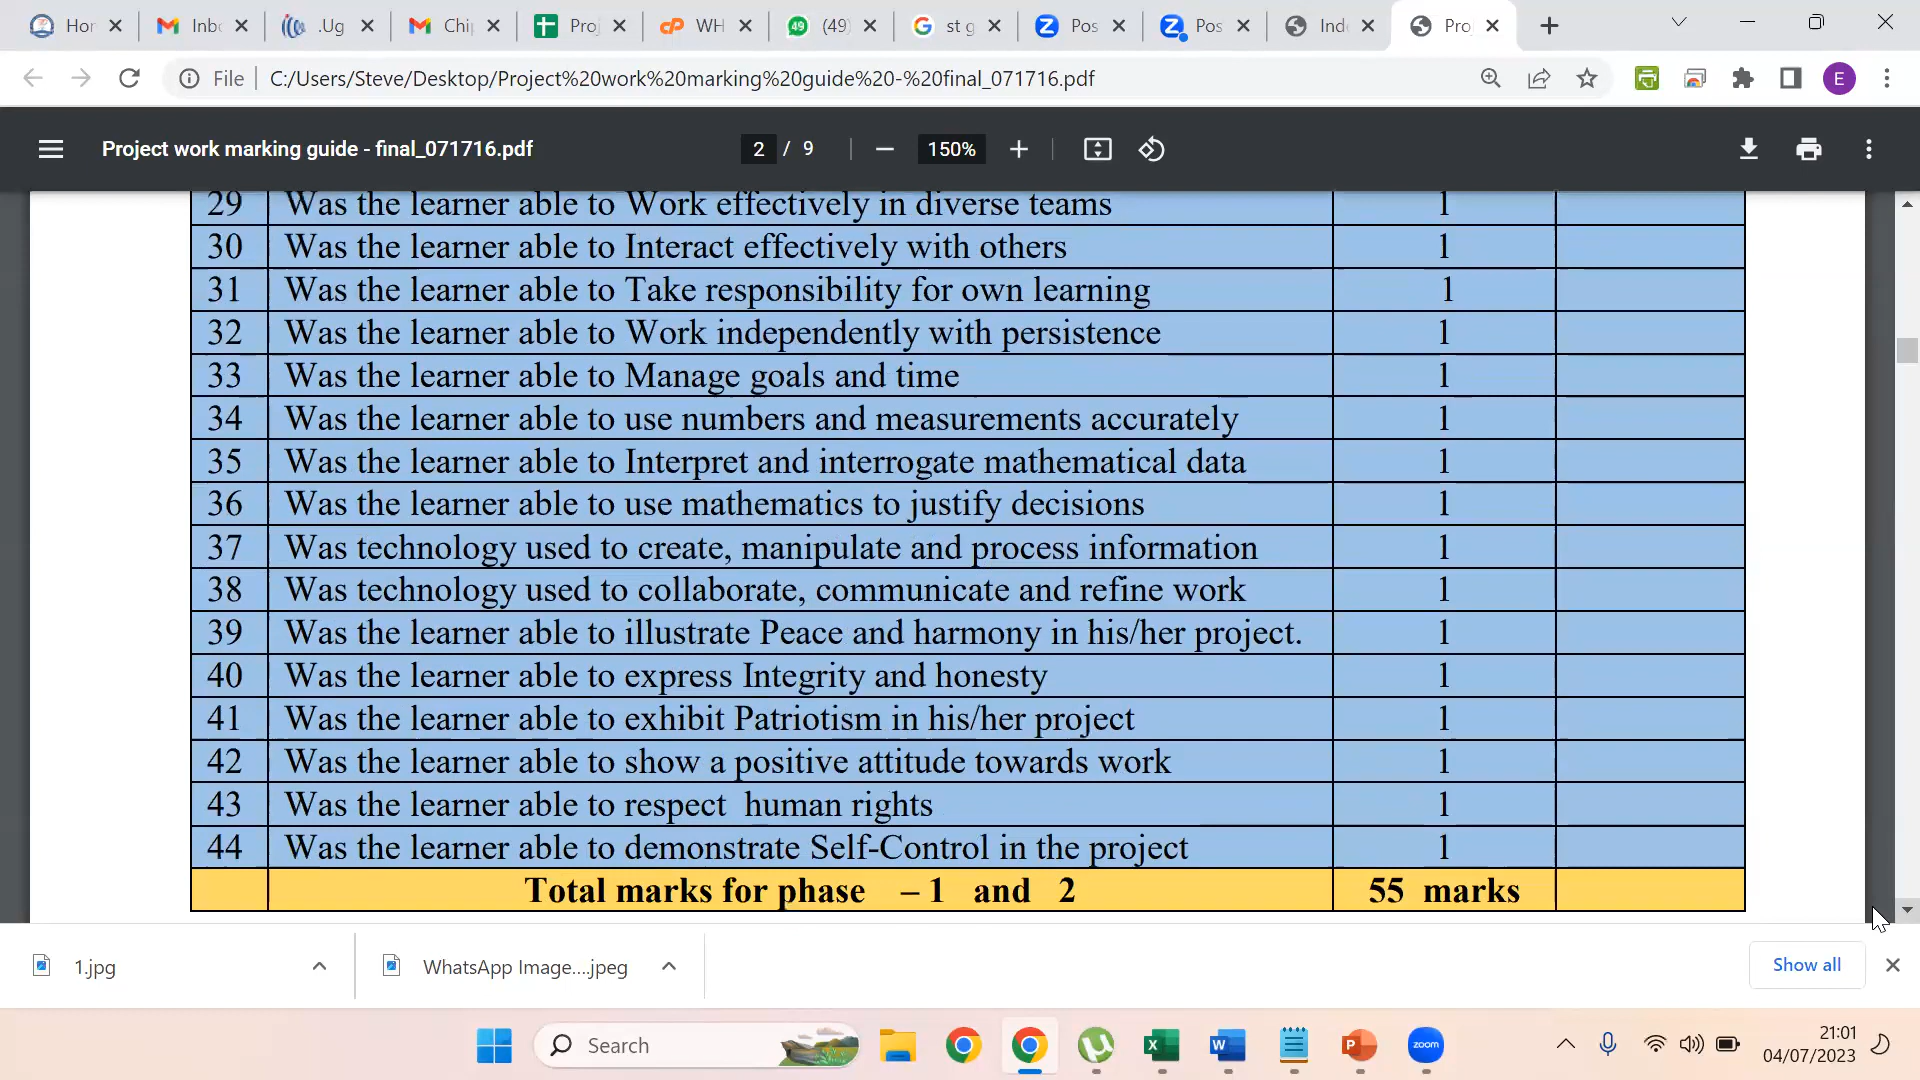 Hor
Inbo
.Ug
Chi
Proj
WH
(49)
st g
Pos
Pos
Ind
Pro
File C:/Users/Steve/Desktop/Project%20work%20marking%20guide%20-%20final_071716.pdf
E
Project work marking guide - final_071716.pdf 2 / 9 150%
29 Was the learner able to Work effectively in diverse teams 1
30 Was the learner able to Interact effectively with others 1
31 Was the learner able to Take responsibility for own learning 1
32 Was the learner able to Work independently with persistence 1
33 Was the learner able to Manage goals and time 1
34 Was the learner able to use numbers and measurements accurately 1
35 Was the learner able to Interpret and interrogate mathematical data 1
36 Was the learner able to use mathematics to justify decisions 1
37 Was technology used to create, manipulate and process information 1
38 Was technology used to collaborate, communicate and refine work 1
39 Was the learner able to illustrate Peace and harmony in his/her project. 1
40 Was the learner able to express Integrity and honesty 1
41 Was the learner able to exhibit Patriotism in his/her project 1
42 Was the learner able to show a positive attitude towards work 1
43 Was the learner able to respect human rights 1
44 Was the learner able to demonstrate Self-Control in the project 1
Total marks for phase – 1 and 2 55 marks
1.jpg WhatsApp Image....jpeg Show all
Search zoom 21:01
04/07/2023